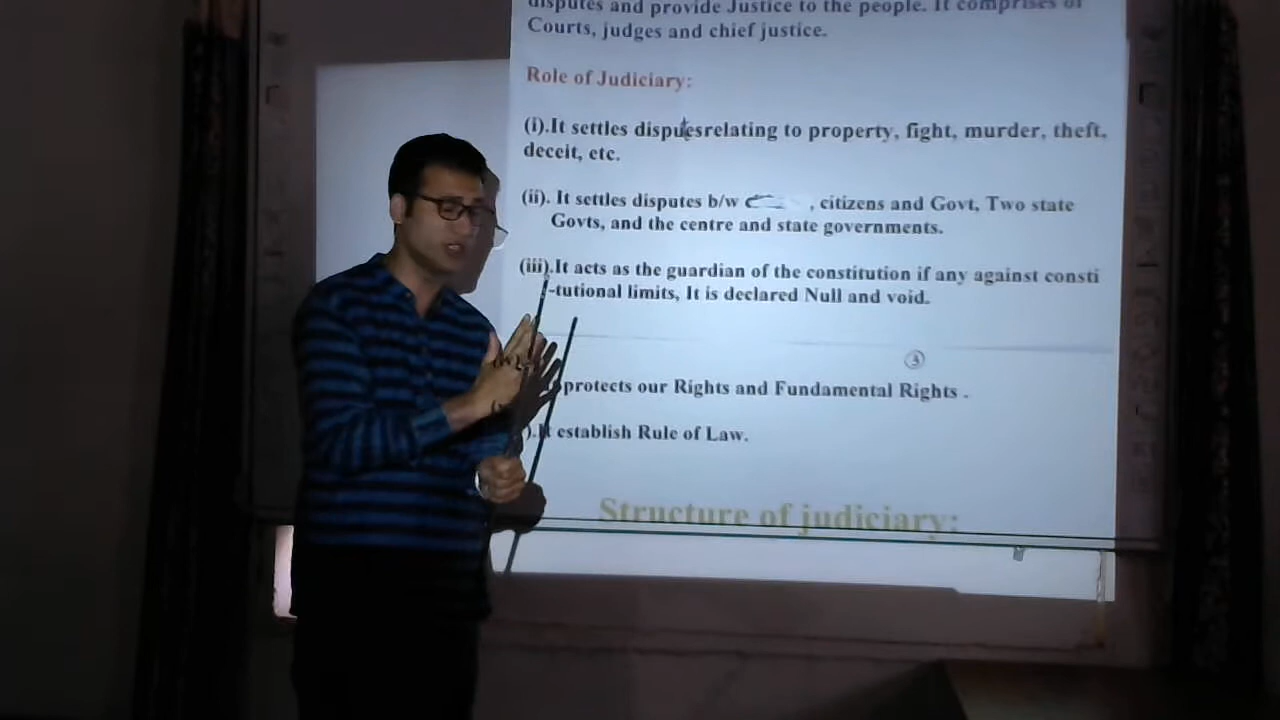 disputes and provide Justice to the people. It comprises of
Courts, judges and chief justice.
Role of Judiciary:
(i).It settles disputesrelating to property, fight, murder, theft,
deceit, etc.
(ii). It settles disputes b/w , citizens and Govt, Two state
Govts, and the centre and state governments.
(iii).It acts as the guardian of the constitution if any against consti
-tutional limits, It is declared Null and void.
3
protects our Rights and Fundamental Rights .
).It establish Rule of Law.
Structure of judiciary: